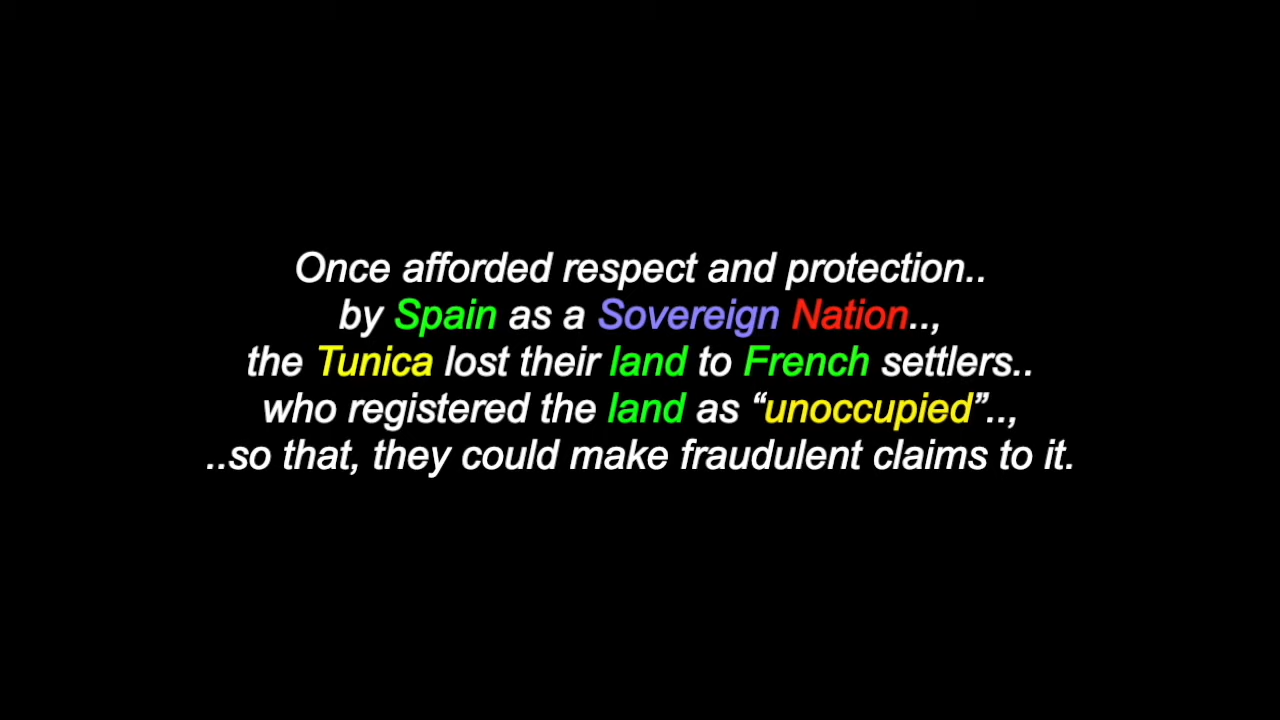 Once afforded respect and protection..
by Spain as a Sovereign Nation..,
the Tunica lost their land to French settlers..
who registered the land as “unoccupied”..,
..so that, they could make fraudulent claims to it.